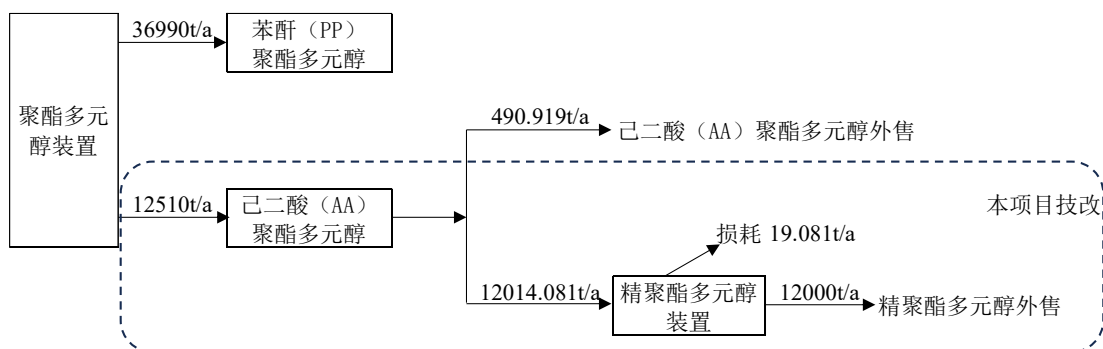 36990t/a
苯酐（PP）
聚酯多元醇
聚酯多元
醇装置
490.919t/a
己二酸（AA）聚酯多元醇外售
12510t/a
己二酸（AA）
聚酯多元醇
本项目技改
损耗 19.081t/a
12014.081t/a
精聚酯多元醇
装置
12000t/a
精聚酯多元醇外售